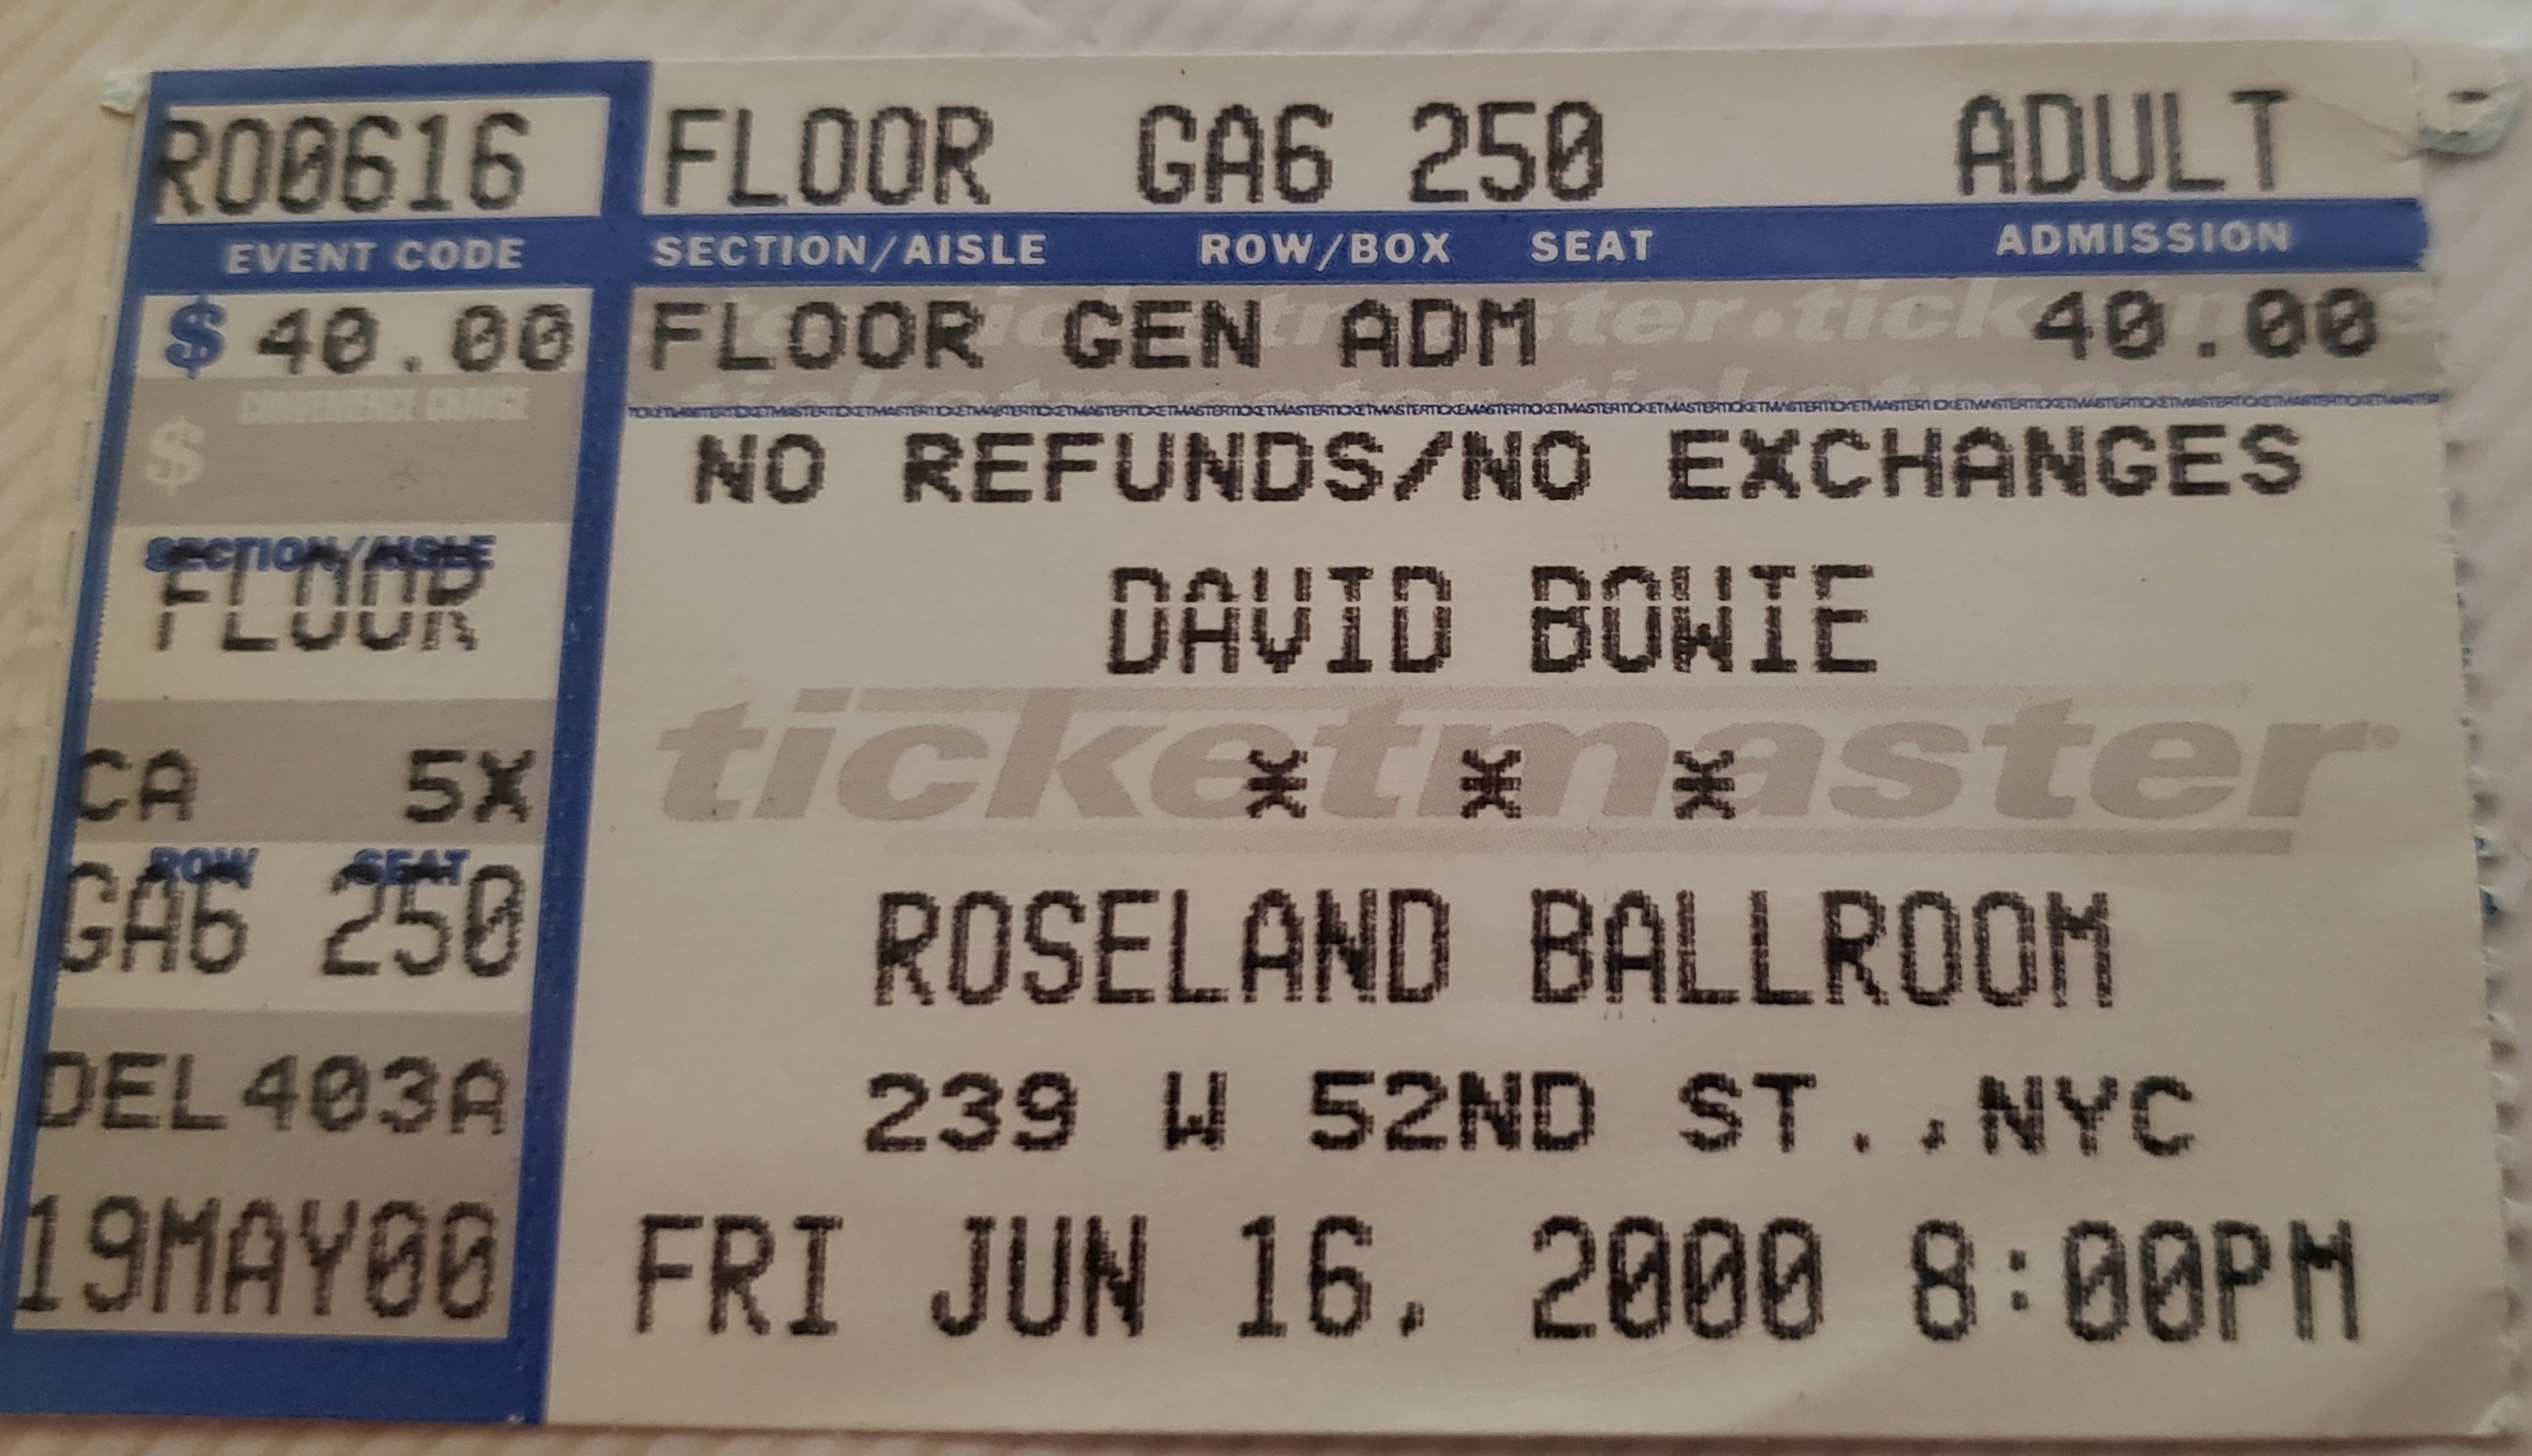 RO0616 FLOOR GA6 250 ADULT
EVENT CODE SECTION/AISLE ROW/BOX SEAT ADMISSION
$ 40.00 FLOOR GEN ADM 40.00
CONVENIENCE CHARGE
$
NO REFUNDS/NO EXCHANGES
SECTION/AISLE
FLOOR
DAVID BOWIE
ticketmaster
CA 5X
* * *
ROW SEAT
GA6 250
ROSELAND BALLROOM
DEL403A
239 W 52ND ST.,NYC
19MAY00
FRI JUN 16, 2000 8:00PM